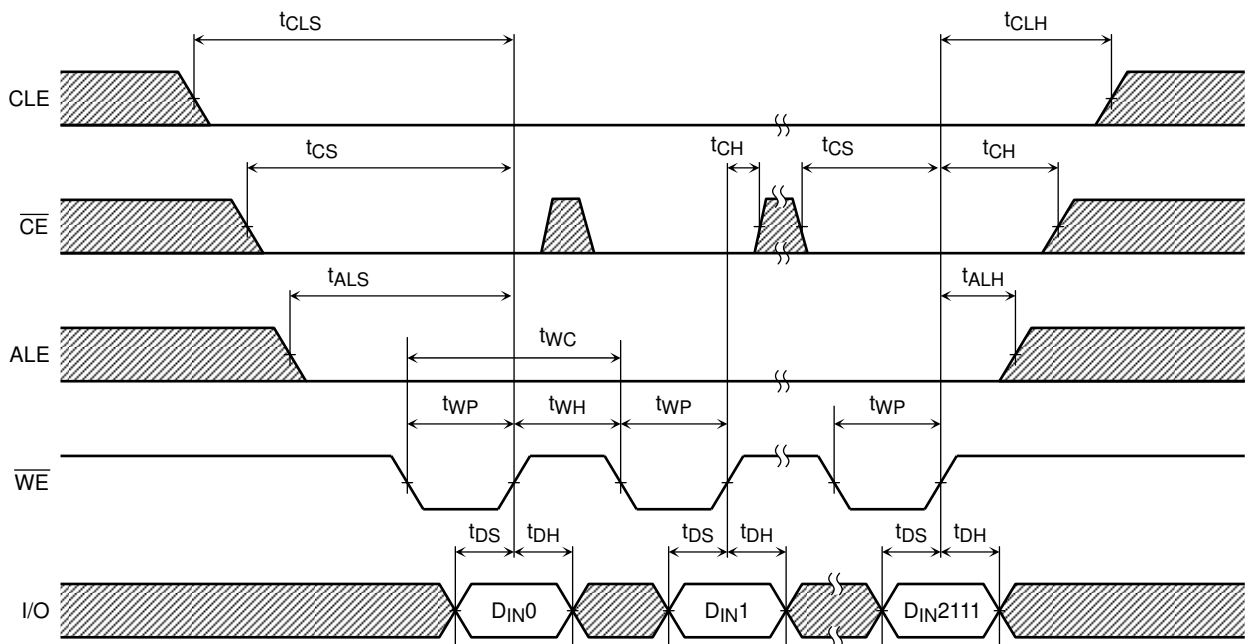 tCLS
tCLH
CLE
tCS
tCH
tCS
tCH
CE
tALS
tALH
ALE
tWC
tWP
tWH
tWP
tWP
WE
tDS
tDH
tDS
tDH
tDS
tDH
I/O
DIN0
DIN1
DIN2111